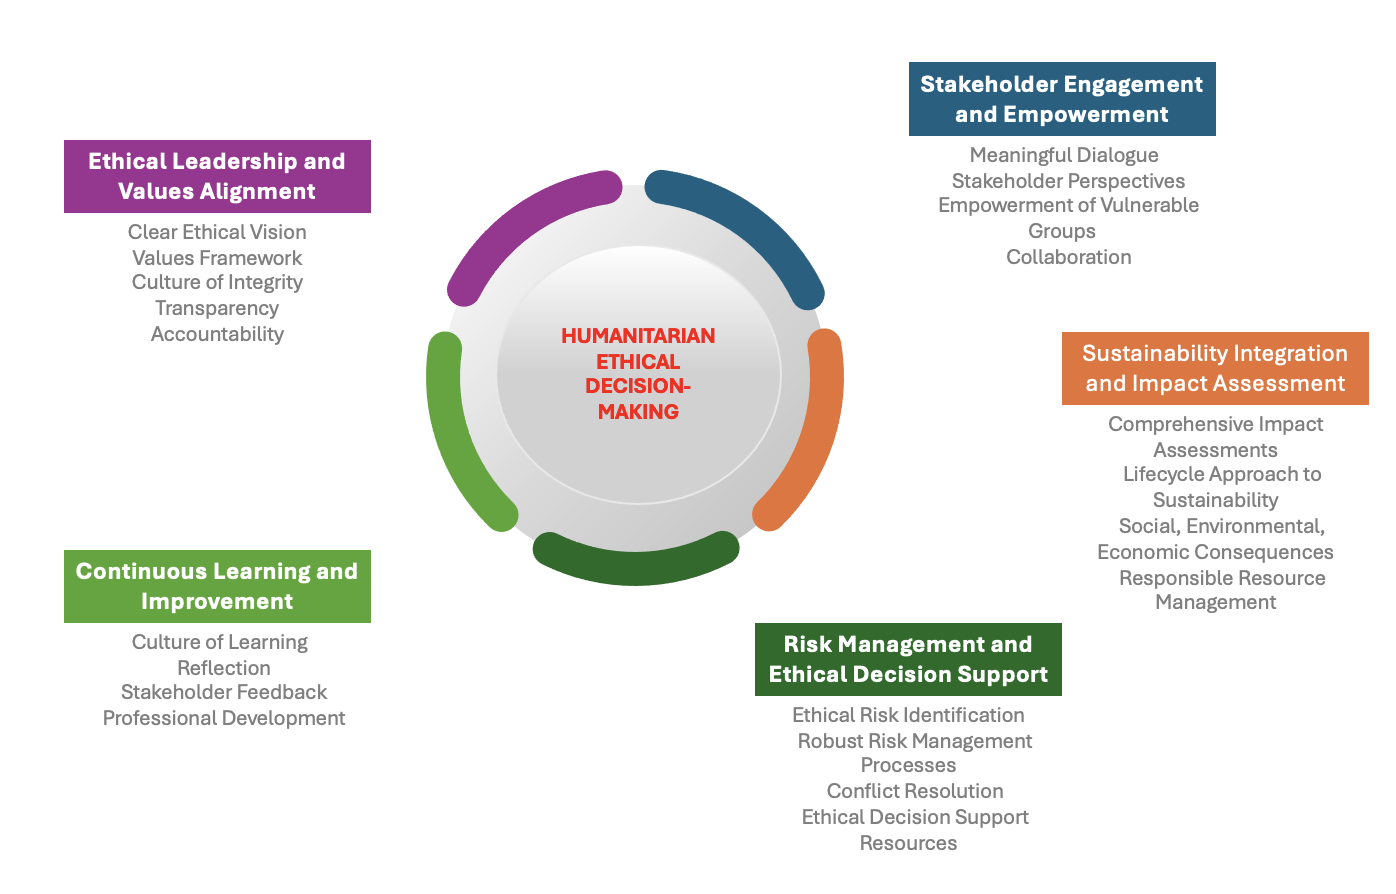 Stakeholder Engagement
and Empowerment
Meaningful Dialogue
Stakeholder Perspectives
Empowerment of Vulnerable
Groups
Collaboration
Ethical Leadership and
Values Alignment
Clear Ethical Vision
Values Framework
Culture of Integrity
Transparency
Accountability
HUMANITARIAN
ETHICAL
DECISION-
MAKING
Sustainability Integration
and Impact Assessment
Comprehensive Impact
Assessments
Lifecycle Approach to
Sustainability
Social, Environmental,
Economic Consequences
Responsible Resource
Management
Continuous Learning and
Improvement
Culture of Learning
Reflection
Stakeholder Feedback
Professional Development
Risk Management and
Ethical Decision Support
Ethical Risk Identification
Robust Risk Management
Processes
Conflict Resolution
Ethical Decision Support
Resources